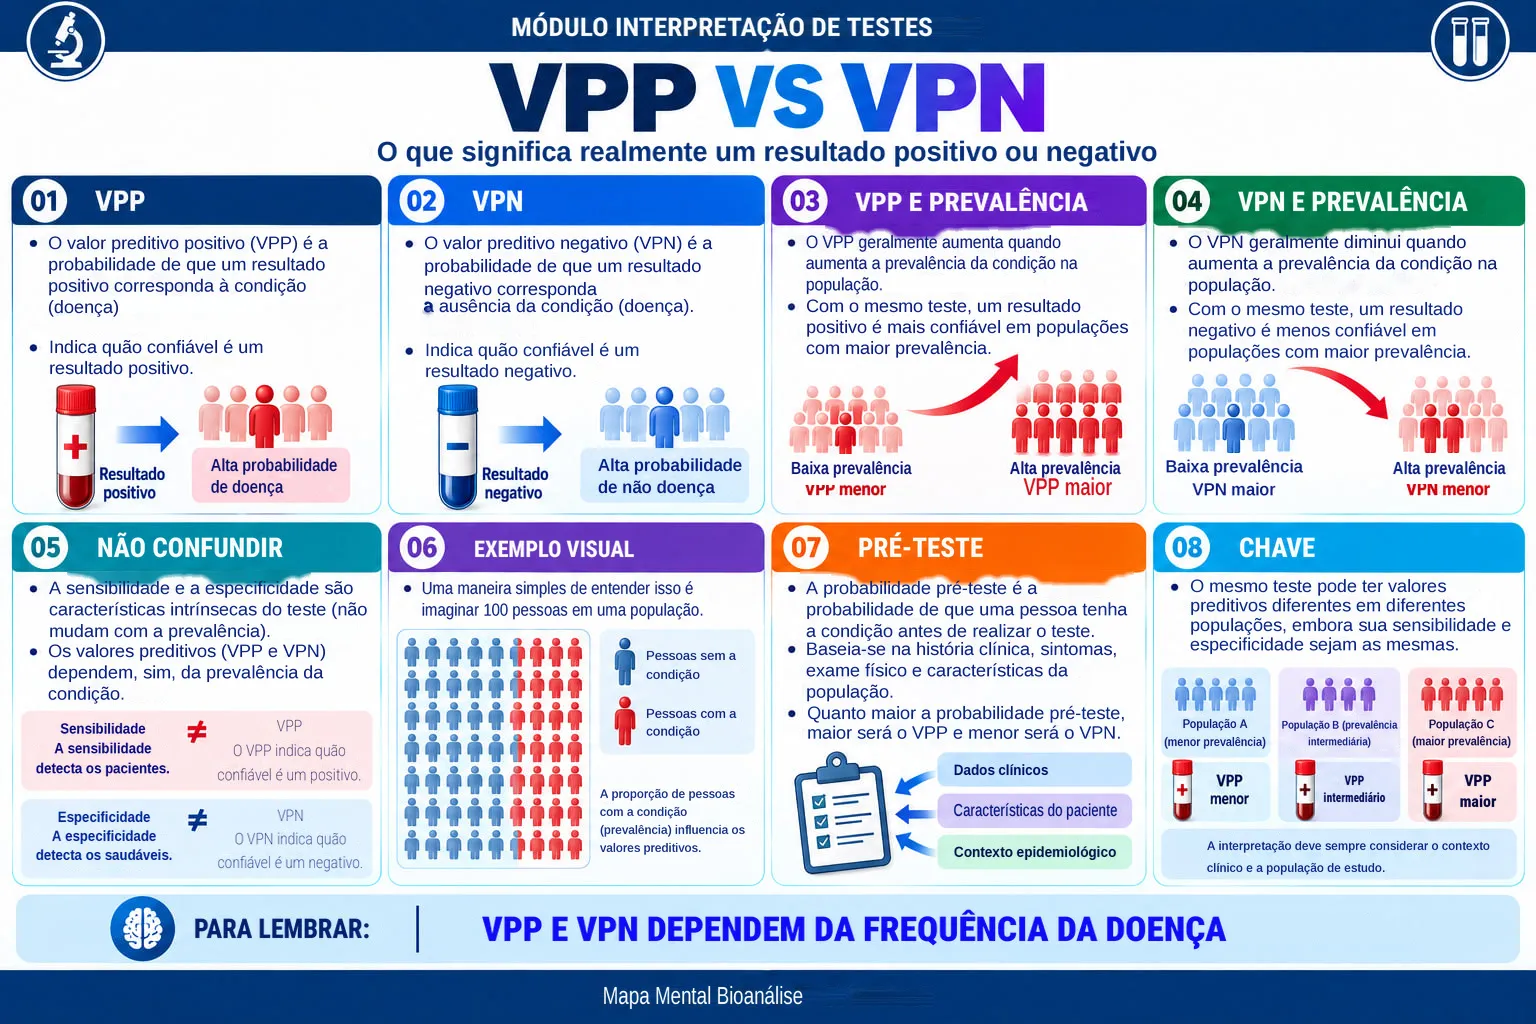 MÓDULO INTERPRETAÇÃO DE TESTES
VPP VS VPN
O que significa realmente um resultado positivo ou negativo
01 VPP
• O valor preditivo positivo (VPP) é a
probabilidade de que um resultado
positivo corresponda à condição
(doença)
• Indica quão confiável é um
resultado positivo.
Resultado
positivo
Alta probabilidade
de doença
02 VPN
• O valor preditivo negativo (VPN) é a
probabilidade de que um resultado
negativo corresponda
a ausência da condição (doença).
• Indica quão confiável é um
resultado negativo.
Resultado
negativo
Alta probabilidade
de não doença
03 VPP E PREVALÊNCIA
• O VPP geralmente aumenta quando
aumenta a prevalência da condição na
população.
• Com o mesmo teste, um resultado
positivo é mais confiável em populações
com maior prevalência.
Baixa prevalência
VPP menor
Alta prevalência
VPP maior
04 VPN E PREVALÊNCIA
• O VPN geralmente diminui quando
aumenta a prevalência da condição na
população.
• Com o mesmo teste, um resultado
negativo é menos confiável em
populações com maior prevalência.
Baixa prevalência
VPN maior
Alta prevalência
VPN menor
05 NÃO CONFUNDIR
• A sensibilidade e a especificidade são
características intrínsecas do teste (não
mudam com a prevalência).
• Os valores preditivos (VPP e VPN)
dependem, sim, da prevalência da
condição.
Sensibilidade
A sensibilidade
detecta os pacientes.
≠
VPP
O VPP indica quão
confiável é um positivo.
Especificidade
A especificidade
detecta os saudáveis.
≠
VPN
O VPN indica quão
confiável é um negativo.
06 EXEMPLO VISUAL
• Uma maneira simples de entender isso é
imaginar 100 pessoas em uma população.
Pessoas sem a
condição
Pessoas com a
condição
A proporção de pessoas
com a condição
(prevalência) influencia os
valores preditivos.
07 PRÉ-TESTE
• A probabilidade pré-teste é a
probabilidade de que uma pessoa tenha
a condição antes de realizar o teste.
• Baseia-se na história clínica, sintomas,
exame físico e características da
população.
• Quanto maior a probabilidade pré-teste,
maior será o VPP e menor será o VPN.
Dados clínicos
Características do paciente
Contexto epidemiológico
08 CHAVE
• O mesmo teste pode ter valores
preditivos diferentes em diferentes
populações, embora sua sensibilidade e
especificidade sejam as mesmas.
População A
(menor prevalência)
População B (prevalência
intermediária)
População C
(maior prevalência)
VPP
menor
VPP
intermediário
VPP
maior
A interpretação deve sempre considerar o contexto
clínico e a população de estudo.
PARA LEMBRAR:
VPP E VPN DEPENDEM DA FREQUÊNCIA DA DOENÇA
Mapa Mental Bioanálise